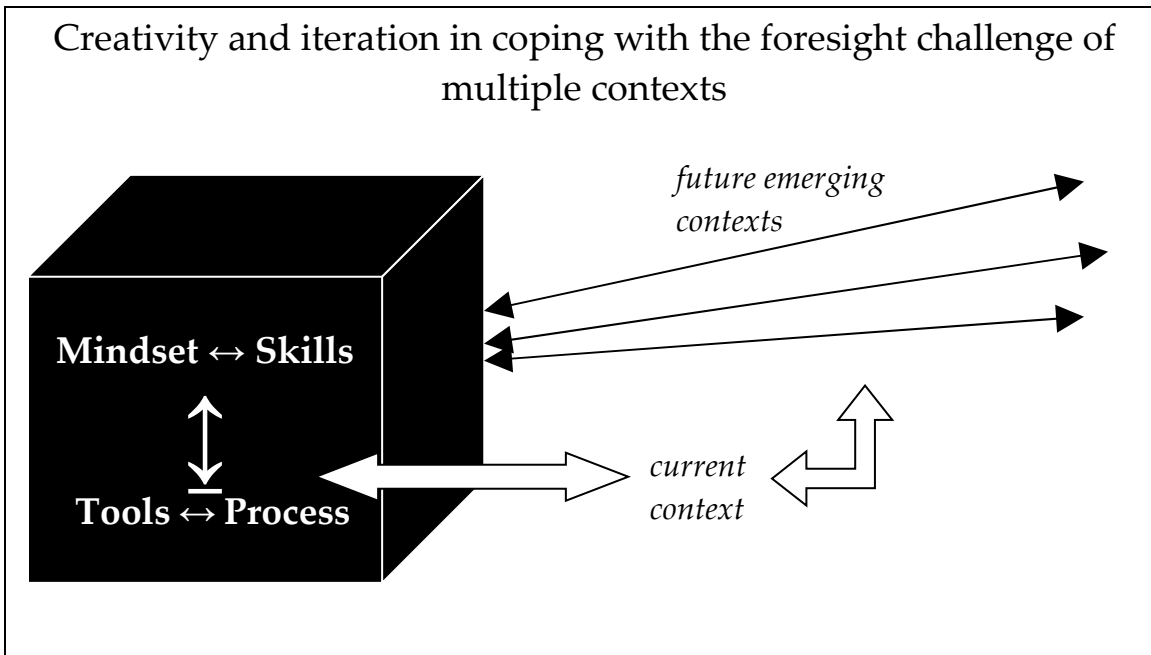 Creativity and iteration in coping with the foresight challenge of
multiple contexts
future emerging
contexts
Mindset ↔ Skills
Tools ↔ Process
current
context